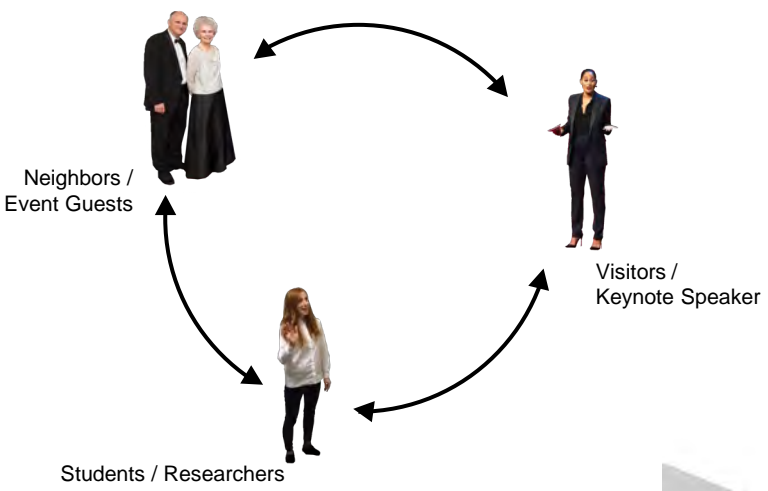 Neighbors /
Event Guests
Visitors /
Keynote Speaker
Students / Researchers